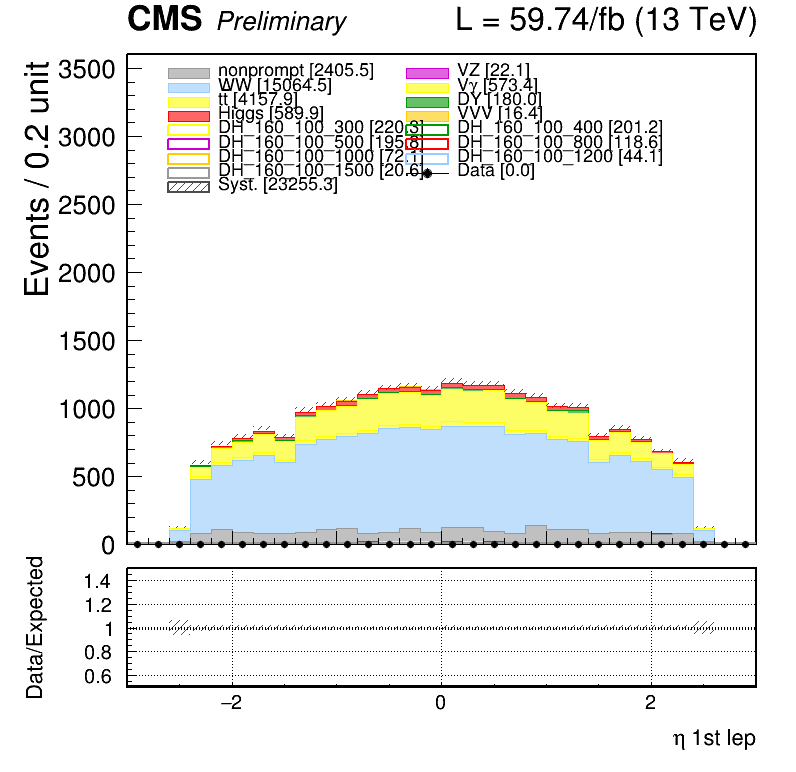 CMS Preliminary L = 59.74/fb (13 TeV)
Events / 0.2 unit
3500
3000
2500
2000
1500
1000
500
0
nonprompt [2405.5] VZ [22.1]
WW [15064.5] Vγ [573.4]
tt [4157.9] DY [180.0]
Higgs [589.9] VVV [16.4]
DH_160_100_300 [220.3] DH_160_100_400 [201.2]
DH_160_100_500 [195.8] DH_160_100_800 [118.6]
DH_160_100_1000 [72.1] DH_160_100_1200 [44.1]
DH_160_100_1500 [20.6] Data [0.0]
Syst. [23255.3]
Data/Expected
1.4
1.2
1
0.8
0.6
−2 0 2
η 1st lep